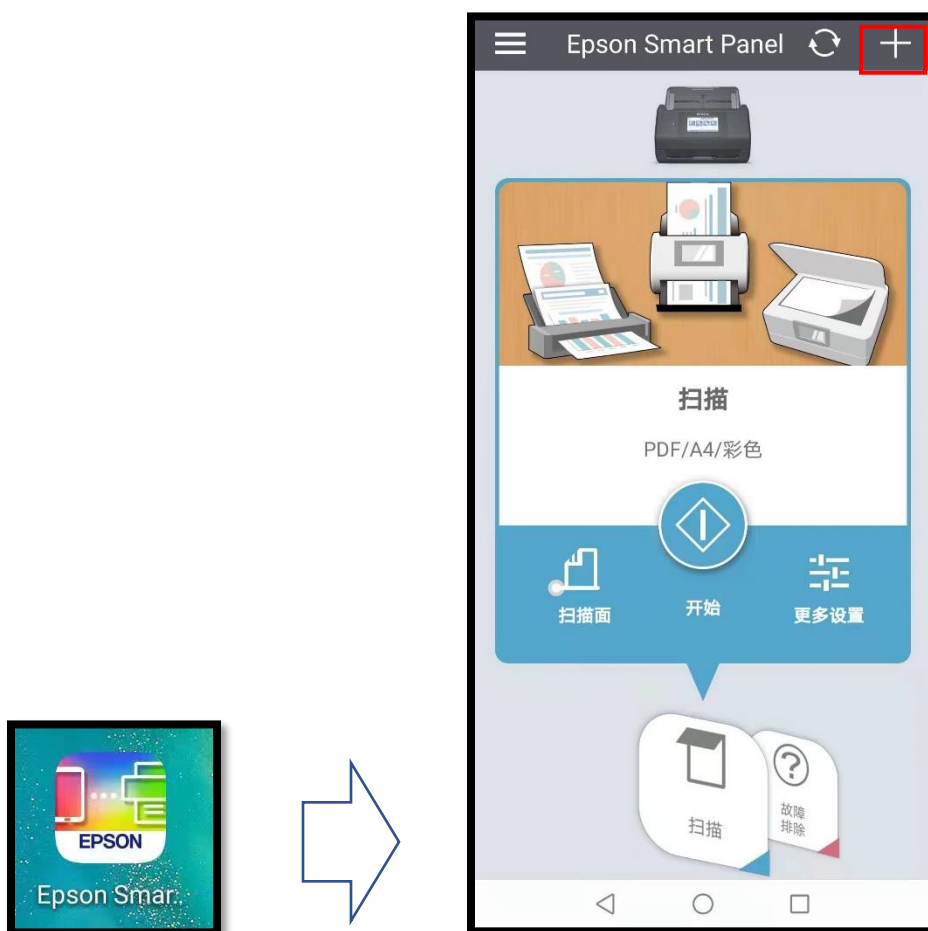 Epson Smart Panel
扫描
PDF/A4/彩色
扫描面
开始
更多设置
扫描
故障
排除
EPSON
Epson Smar..